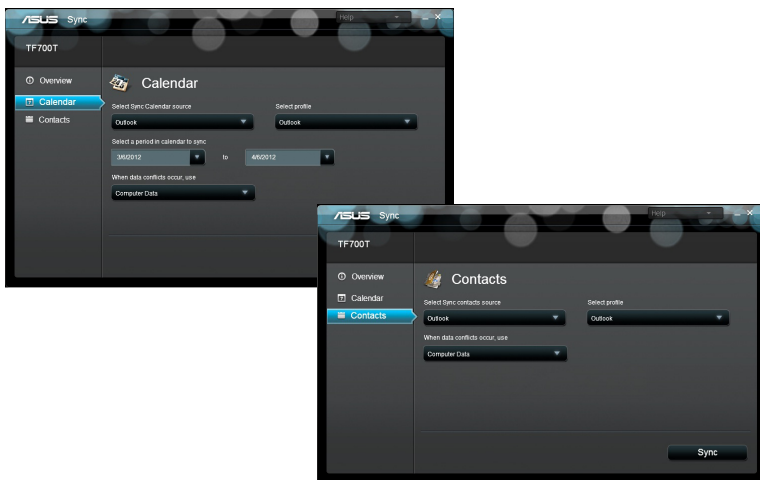 ASUS Sync
Help
TF700T
Overview
Calendar
Contacts
Calendar
Select Sync Calendar source
Select profile
Outlook
Outlook
Select a period in calendar to sync
3/6/2012
to
4/6/2012
When data conflicts occur, use
Computer Data
ASUS Sync
Help
TF700T
Overview
Calendar
Contacts
Contacts
Select Sync contacts source
Select profile
Outlook
Outlook
When data conflicts occur, use
Computer Data
Sync